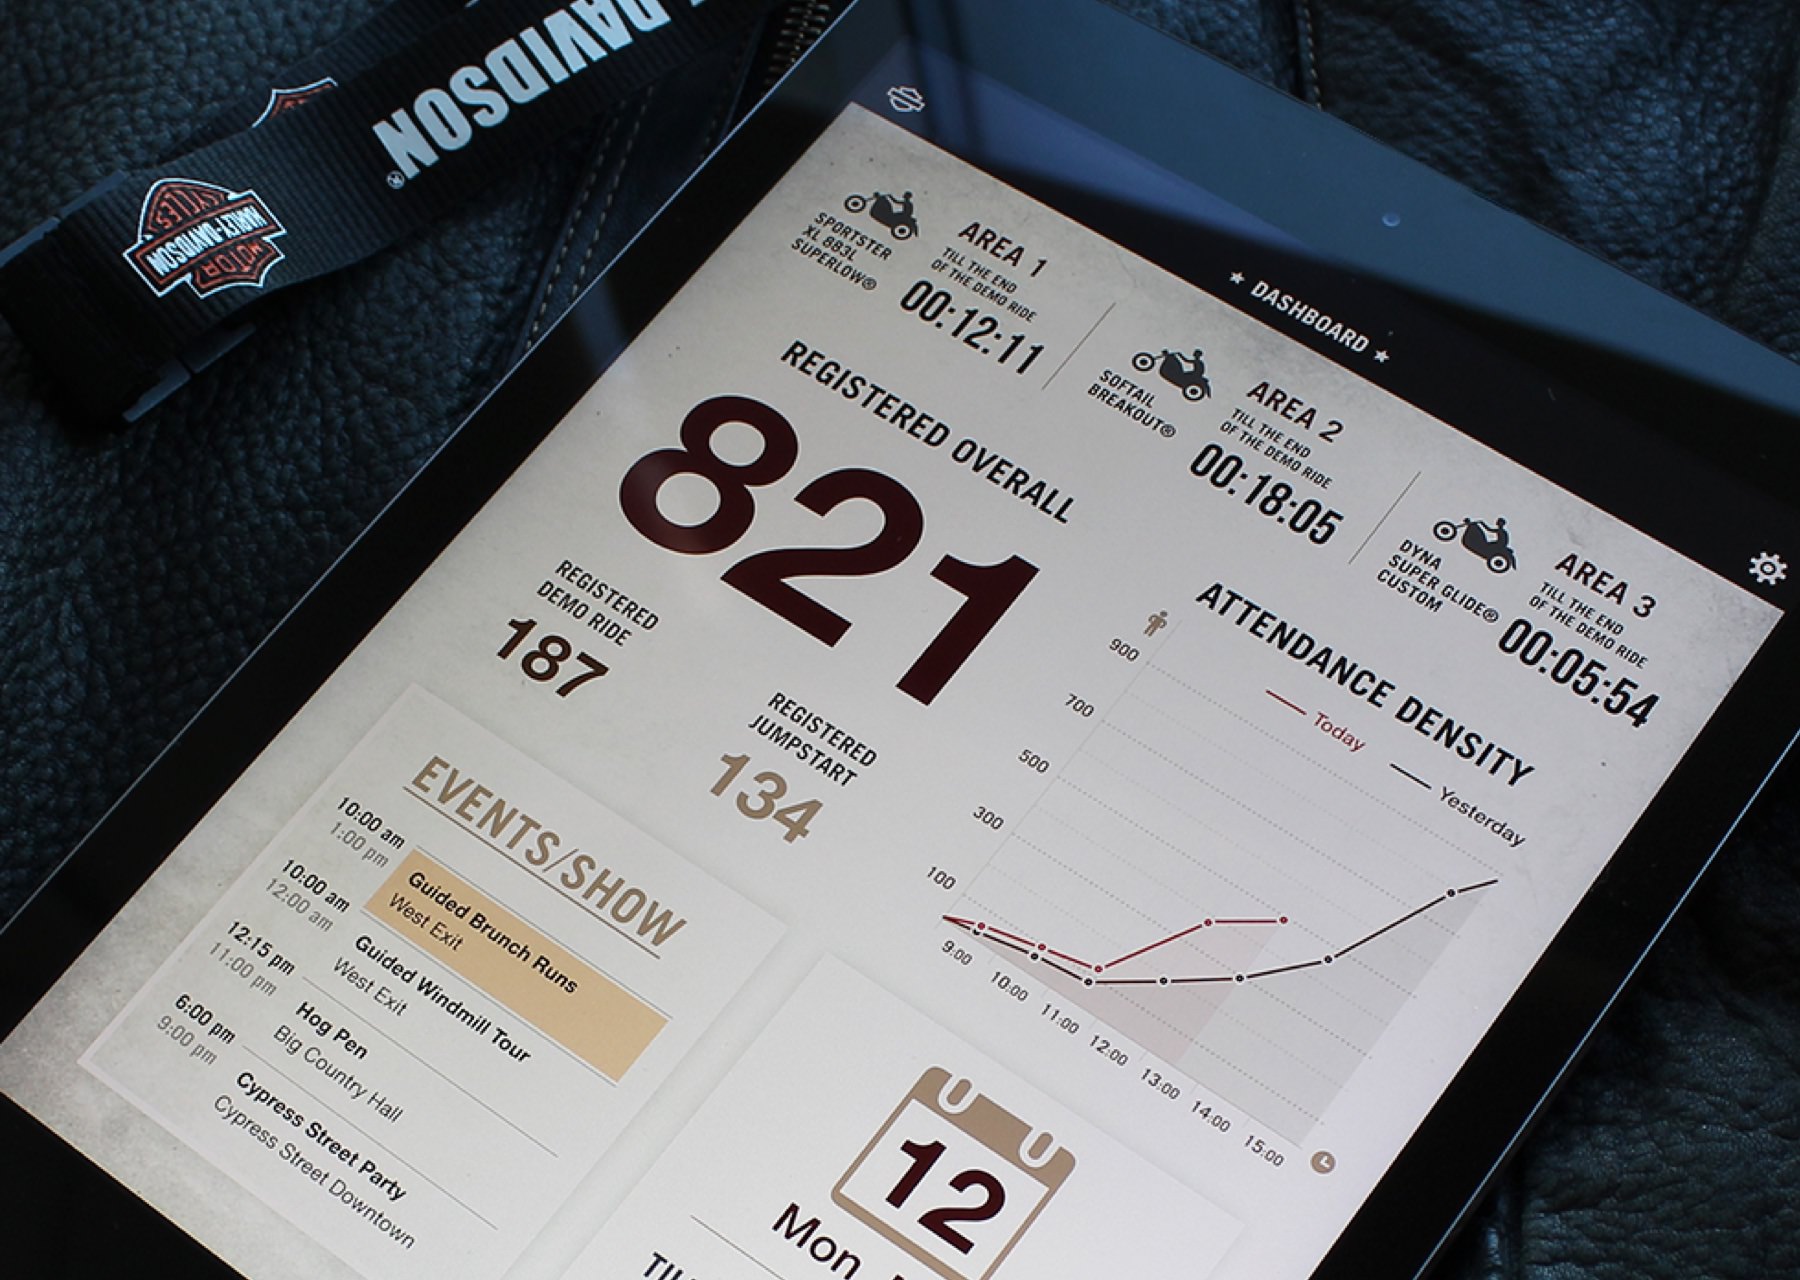 DAVIDSON®
MOTOR
HARLEY-DAVIDSON
CYCLES
★ DASHBOARD ★
SPORTSTER
XL 883L
SUPERLOW®
AREA 1
TILL THE END
OF THE DEMO RIDE
00:12:11
SOFTAIL
BREAKOUT®
AREA 2
TILL THE END
OF THE DEMO RIDE
00:18:05
DYNA
SUPER GLIDE®
CUSTOM
AREA 3
TILL THE END
OF THE DEMO RIDE
00:05:54
REGISTERED OVERALL
821
REGISTERED
DEMO RIDE
187
REGISTERED
JUMPSTART
134
ATTENDANCE DENSITY
Today
Yesterday
900
700
500
300
100
9:00
10:00
11:00
12:00
13:00
14:00
15:00
EVENTS/SHOW
10:00 am
1:00 pm
Guided Brunch Runs
West Exit
10:00 am
12:00 am
Guided Windmill Tour
West Exit
12:15 pm
11:00 pm
Hog Pen
Big Country Hall
6:00 pm
9:00 pm
Cypress Street Party
Cypress Street Downtown
12
Mon